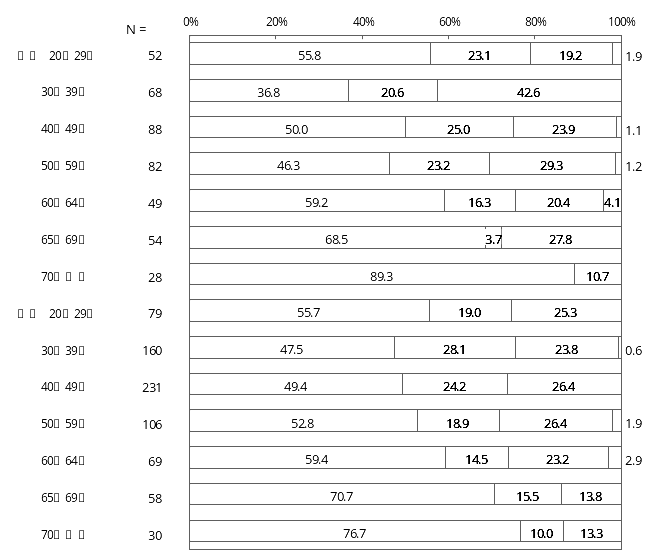 0% 20% 40% 60% 80% 100%
N =
20 29 52 55.8 23.1 19.2 1.9
30 39 68 36.8 20.6 42.6
40 49 88 50.0 25.0 23.9 1.1
50 59 82 46.3 23.2 29.3 1.2
60 64 49 59.2 16.3 20.4 4.1
65 69 54 68.5 3.7 27.8
70 28 89.3 10.7
20 29 79 55.7 19.0 25.3
30 39 160 47.5 28.1 23.8 0.6
40 49 231 49.4 24.2 26.4
50 59 106 52.8 18.9 26.4 1.9
60 64 69 59.4 14.5 23.2 2.9
65 69 58 70.7 15.5 13.8
70 30 76.7 10.0 13.3